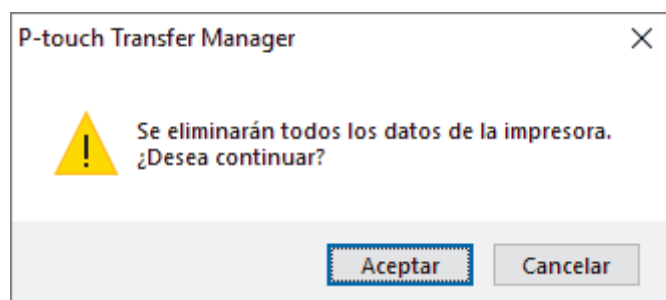 P-touch Transfer Manager
Se eliminarán todos los datos de la impresora.
¿Desea continuar?
Aceptar
Cancelar